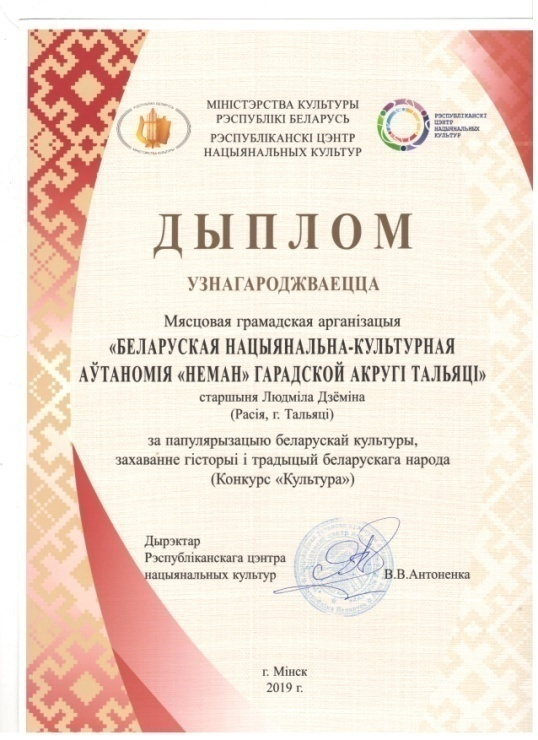 МІНІСТЭРСТВА КУЛЬТУРЫ
РЭСПУБЛІКІ БЕЛАРУСЬ
РЭСПУБЛІКАНСКІ ЦЭНТР
НАЦЫЯНАЛЬНЫХ КУЛЬТУР
РЭСПУБЛІКАНСКІ
ЦЭНТР
НАЦЫЯНАЛЬНЫХ
КУЛЬТУР
ДЫПЛОМ
УЗНАГАРОДЖВАЕЦЦА
Мясцовая грамадская арганізацыя
«БЕЛАРУСКАЯ НАЦЫЯНАЛЬНА-КУЛЬТУРНАЯ
АЎТАНОМІЯ «НЕМАН» ГАРАДСКОЙ АКРУГІ ТАЛЬЯЦІ»
старшыня Людміла Дзёміна
(Расія, г. Тальяці)
за папулярызацыю беларускай культуры,
захаванне гісторыі і традыцый беларускага народа
(Конкурс «Культура»)
Дырэктар
Рэспубліканскага цэнтра
нацыянальных культур
В.В.Антоненка
г. Мінск
2019 г.